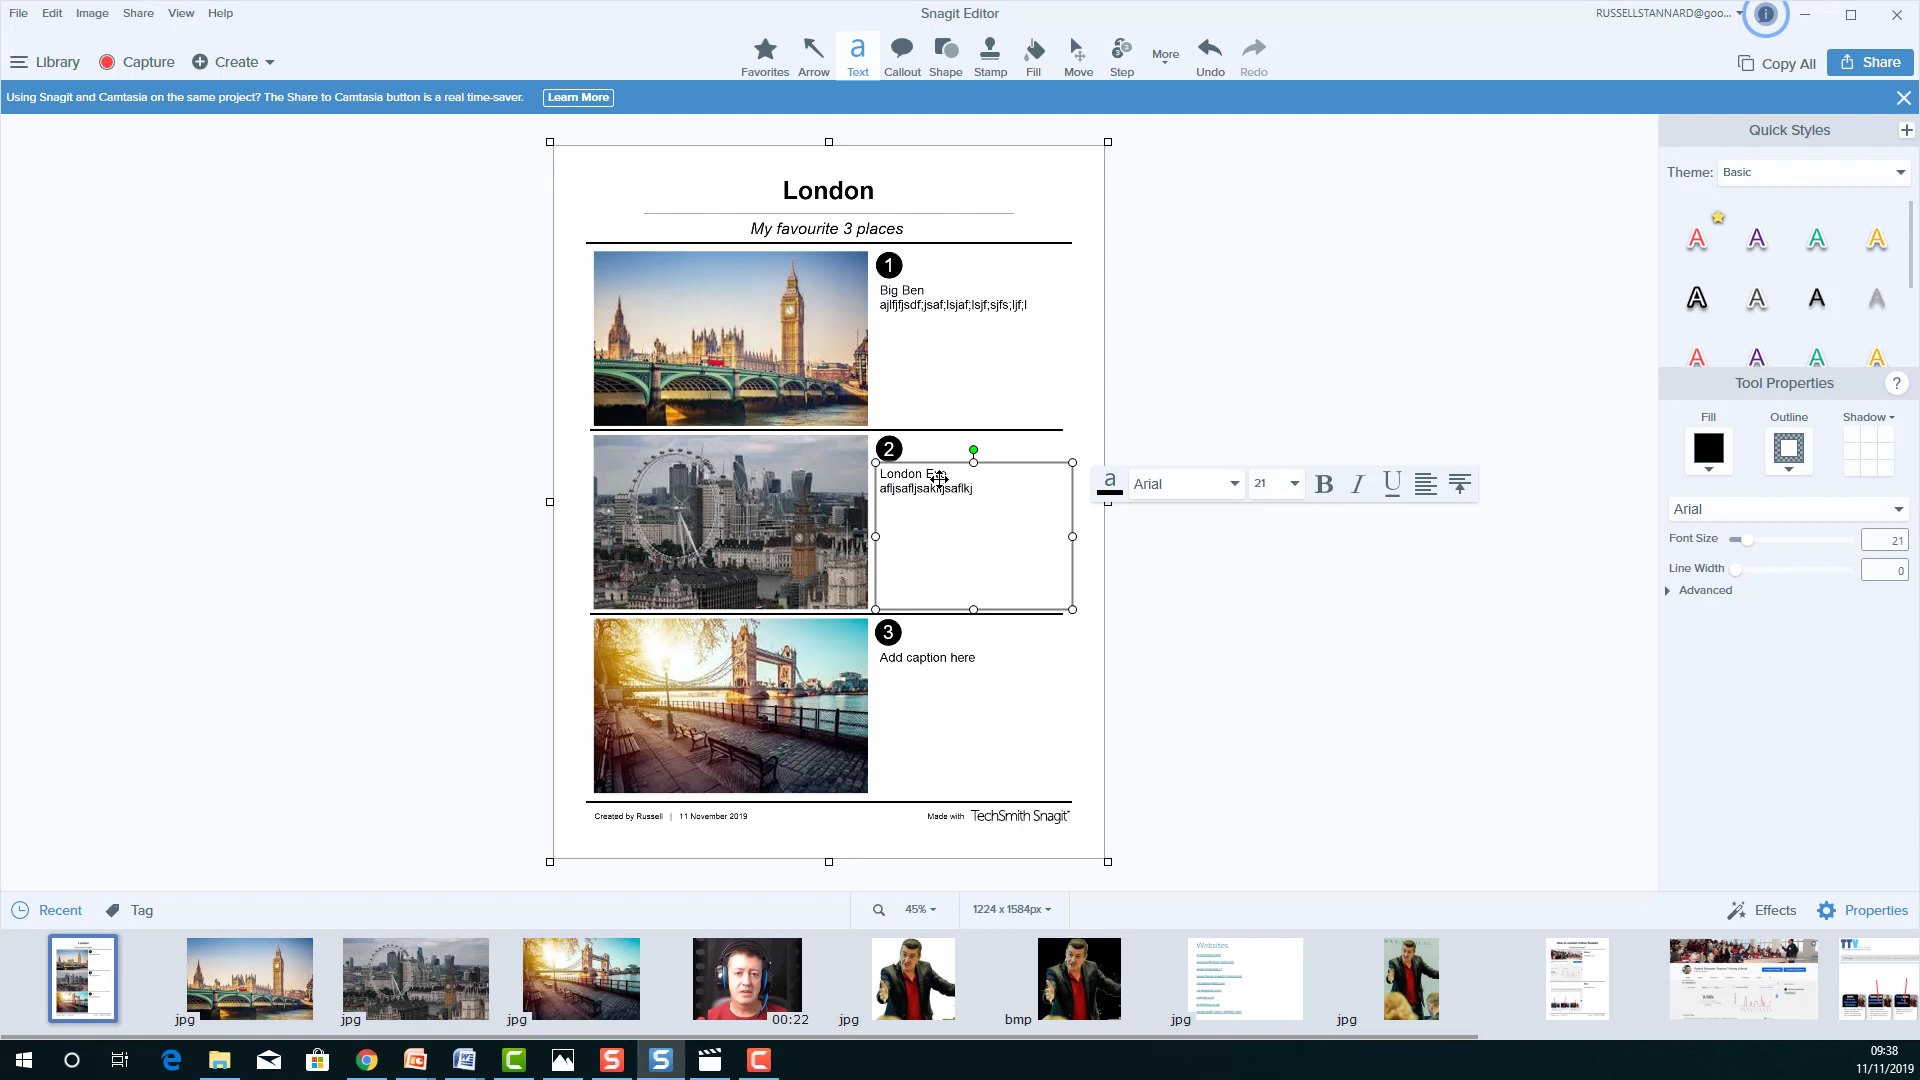 File Edit Image Share View Help
Snagit Editor
RUSSELLSTANNARD@goo...
Library Capture Create
Favorites Arrow Text Callout Shape Stamp Fill Move Step More Undo Redo
Copy All Share
Using Snagit and Camtasia on the same project? The Share to Camtasia button is a real time-saver. Learn More
Quick Styles
Theme: Basic
London
My favourite 3 places
1
Big Ben
ajlfjfjsdf;jsaf;lsjaf;lsjf;sjfs;ljf;l
2
London
3
Add caption here
Created by Russell | 11 November 2019
Made with TechSmith Snagit
a Arial 21 B I U
Tool Properties ?
Fill Outline Shadow
Arial
Font Size 21
Line Width 0
Advanced
Recent Tag
45% 1224 x 1584px
Effects Properties
Websites
TTV
jpg jpg jpg 00:22 jpg bmp jpg jpg
09:38
11/11/2019